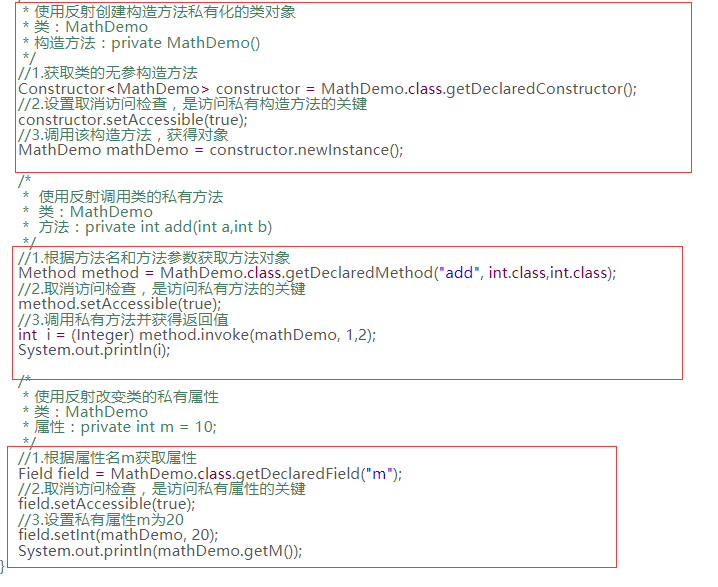 * 使用反射创建构造方法私有化的类对象
* 类：MathDemo
* 构造方法：private MathDemo()
*/
//1.获取类的无参构造方法
Constructor<MathDemo> constructor = MathDemo.class.getDeclaredConstructor();
//2.设置取消访问检查，是访问私有构造方法的关键
constructor.setAccessible(true);
//3.调用该构造方法，获得对象
MathDemo mathDemo = constructor.newInstance();
/*
* 使用反射调用类的私有方法
* 类：MathDemo
* 方法：private int add(int a,int b)
*/
//1.根据方法名和方法参数获取方法对象
Method method = MathDemo.class.getDeclaredMethod("add", int.class,int.class);
//2.取消访问检查，是访问私有方法的关键
method.setAccessible(true);
//3.调用私有方法并获得返回值
int i = (Integer) method.invoke(mathDemo, 1,2);
System.out.println(i);
/*
* 使用反射改变类的私有属性
* 类：MathDemo
* 属性：private int m = 10;
*/
//1.根据属性名m获取属性
Field field = MathDemo.class.getDeclaredField("m");
//2.取消访问检查，是访问私有属性的关键
field.setAccessible(true);
//3.设置私有属性m为20
field.setInt(mathDemo, 20);
System.out.println(mathDemo.getM());
}